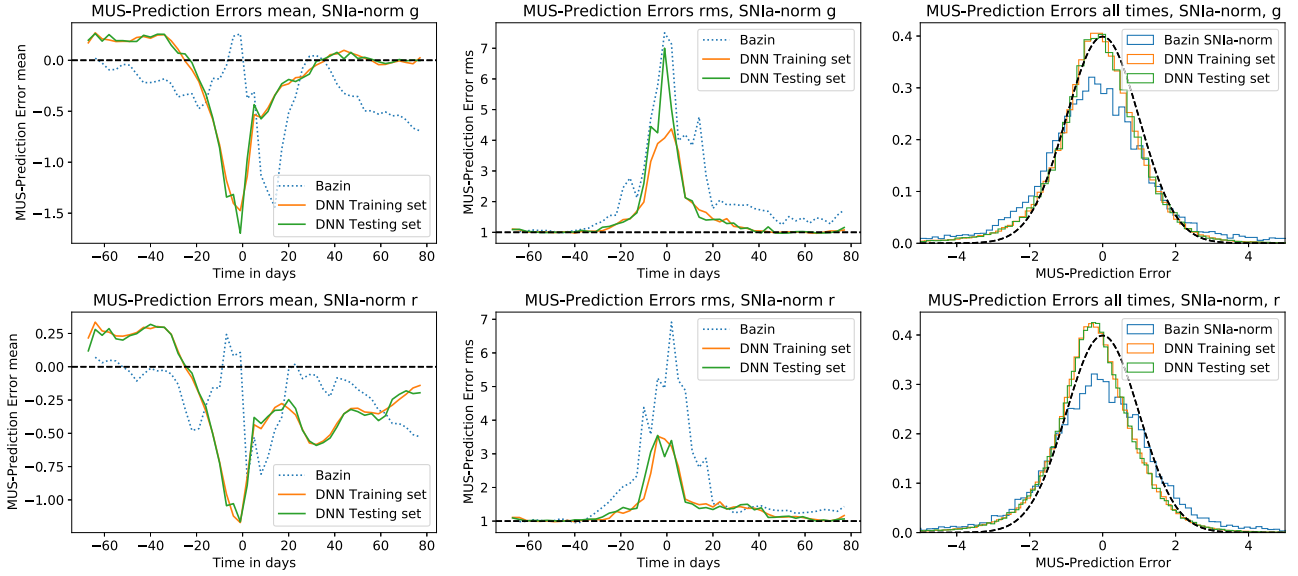 MUS-Prediction Errors mean, SNIa-norm g
MUS-Prediction Error mean
0.0
−0.5
−1.0
−1.5
Bazin
DNN Training set
DNN Testing set
−60 −40 −20 0 20 40 60 80
Time in days
MUS-Prediction Errors rms, SNIa-norm g
MUS-Prediction Error rms
7
6
5
4
3
2
1
Bazin
DNN Training set
DNN Testing set
−60 −40 −20 0 20 40 60 80
Time in days
MUS-Prediction Errors all times, SNIa-norm, g
0.4
0.3
0.2
0.1
0.0
Bazin SNIa-norm
DNN Training set
DNN Testing set
−4 −2 0 2 4
MUS-Prediction Error
MUS-Prediction Errors mean, SNIa-norm r
MUS-Prediction Error mean
0.25
0.00
−0.25
−0.50
−0.75
−1.00
Bazin
DNN Training set
DNN Testing set
−60 −40 −20 0 20 40 60 80
Time in days
MUS-Prediction Errors rms, SNIa-norm r
MUS-Prediction Error rms
7
6
5
4
3
2
1
Bazin
DNN Training set
DNN Testing set
−60 −40 −20 0 20 40 60 80
Time in days
MUS-Prediction Errors all times, SNIa-norm, r
0.4
0.3
0.2
0.1
0.0
Bazin SNIa-norm
DNN Training set
DNN Testing set
−4 −2 0 2 4
MUS-Prediction Error